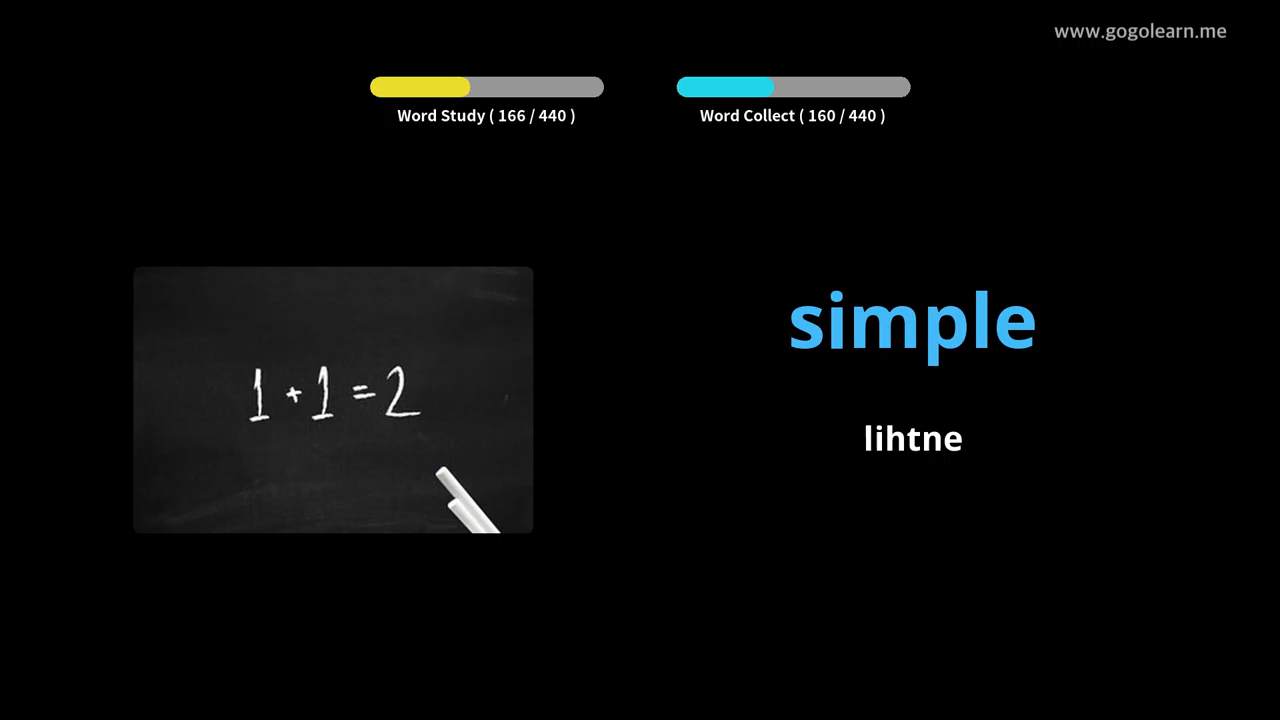 www.gogolearn.me
Word Study ( 166 / 440 )
Word Collect ( 160 / 440 )
1 + 1 = 2
simple
lihtne